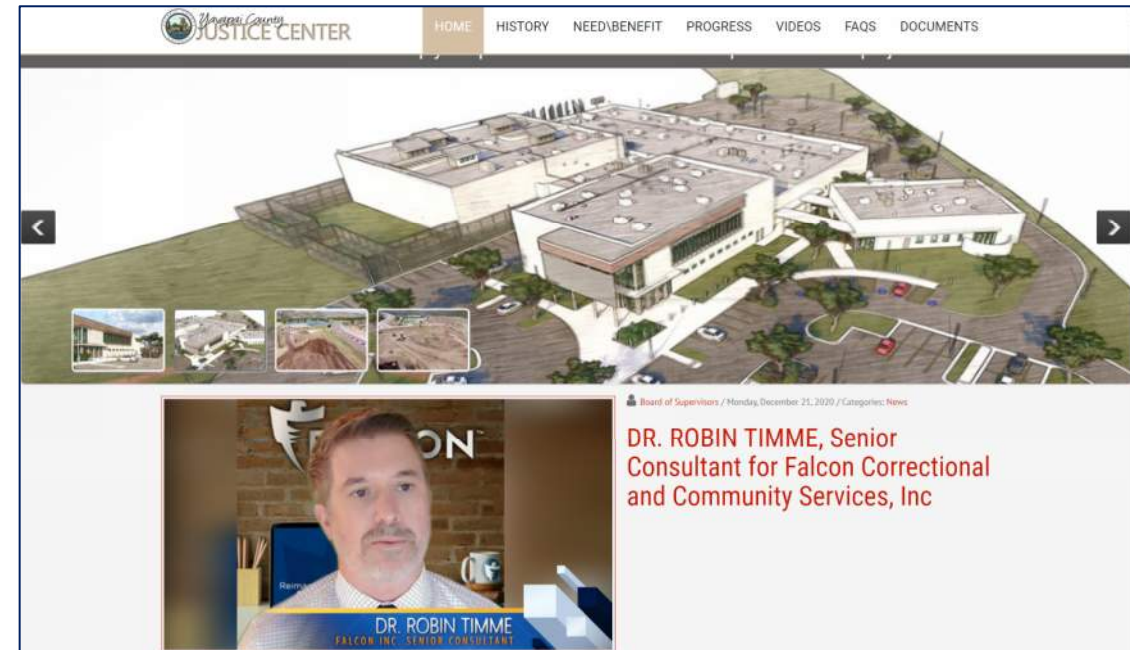 Yavapai County
JUSTICE CENTER
HOME
HISTORY
NEED\BENEFIT
PROGRESS
VIDEOS
FAQS
DOCUMENTS
Board of Supervisors / Monday, December 21, 2020 / Categories: News
DR. ROBIN TIMME, Senior
Consultant for Falcon Correctional
and Community Services, Inc
ON
DR. ROBIN TIMME
FALCON INC. SENIOR CONSULTANT